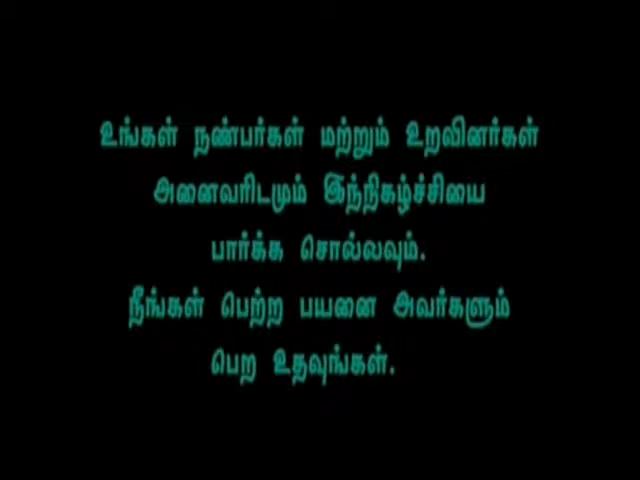 உங்கள் நண்பர்கள் மற்றும் உறவினர்கள்
அனைவரிடமும் இந்நிகழ்ச்சியை
பார்க்க சொல்லவும்.
நீங்கள் பெற்ற பயனை அவர்களும்
பெற உதவுங்கள்.